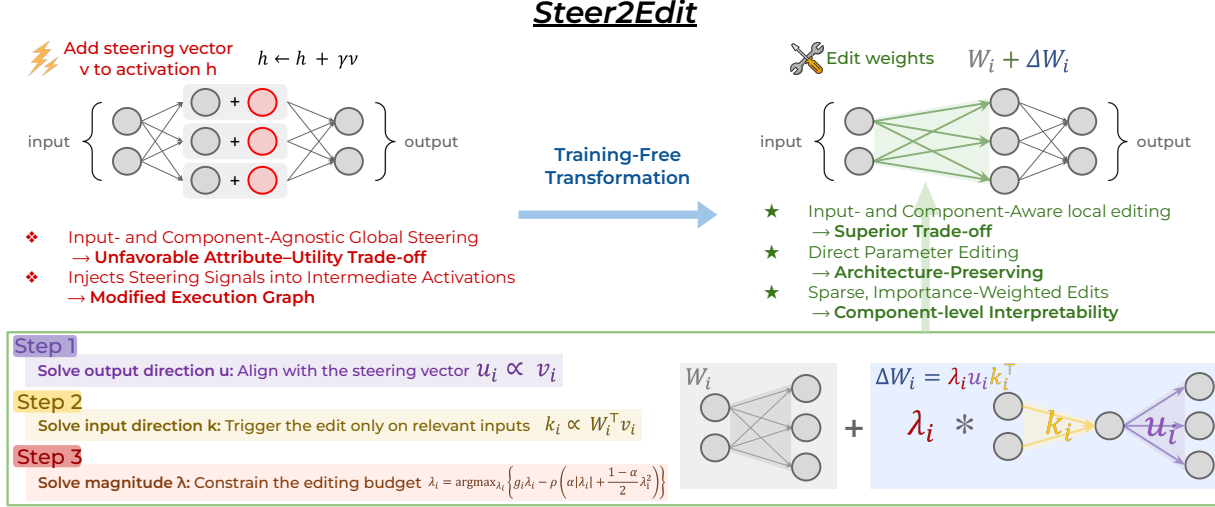 Steer2Edit
Add steering vector
v to activation h
h ← h + γv
input
+
+
+
output
❖ Input- and Component-Agnostic Global Steering
→ Unfavorable Attribute–Utility Trade-off
❖ Injects Steering Signals into Intermediate Activations
→ Modified Execution Graph
Training-Free
Transformation
Edit weights
W_i + ΔW_i
input
output
★ Input- and Component-Aware local editing
→ Superior Trade-off
★ Direct Parameter Editing
→ Architecture-Preserving
★ Sparse, Importance-Weighted Edits
→ Component-level Interpretability
Step 1
Solve output direction u: Align with the steering vector u_i ∝ v_i
Step 2
Solve input direction k: Trigger the edit only on relevant inputs k_i ∝ W_i^⊤ v_i
Step 3
Solve magnitude λ: Constrain the editing budget λ_i = argmax_{λ_i} {g_i λ_i − ρ (α|λ_i| + \frac{1 − α}{2} λ_i^2)}
W_i
+
ΔW_i = λ_i u_i k_i^⊤
λ_i * k_i u_i